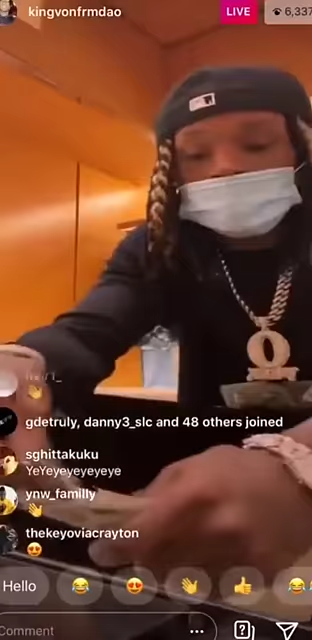 kingvonfrmdao
LIVE
6,337
gdetruly, danny3_slc and 48 others joined
sghittakuku
YeYeyeyeyeyeye
ynw_familly
thekeyoviacrayton
Hello
Comment